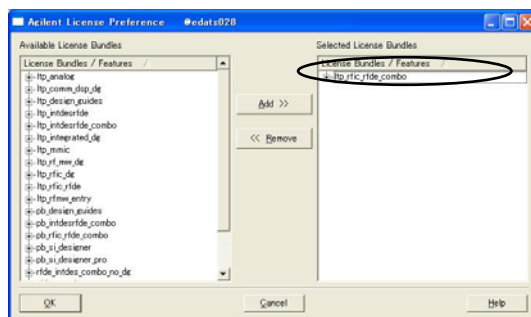 Agilent License Preference @edats028
Available License Bundles
License Bundles / Features /
ltp_analog
ltp_comm_dsp_dg
ltp_design_guides
ltp_intdesrfde
ltp_intdesrfde_combo
ltp_integrated_dg
ltp_mmic
ltp_rf_mw_dg
ltp_rfic_dg
ltp_rfic_rfde
ltp_rfmw_entry
pb_design_guides
pb_intdesrfde_combo
pb_rfic_rfde_combo
pb_si_designer
pb_si_designer_pro
rfde_intdes_combo_no_dg
Add >>
<< Remove
Selected License Bundles
License Bundles / Features /
ltp_rfic_rfde_combo
OK
Cancel
Help